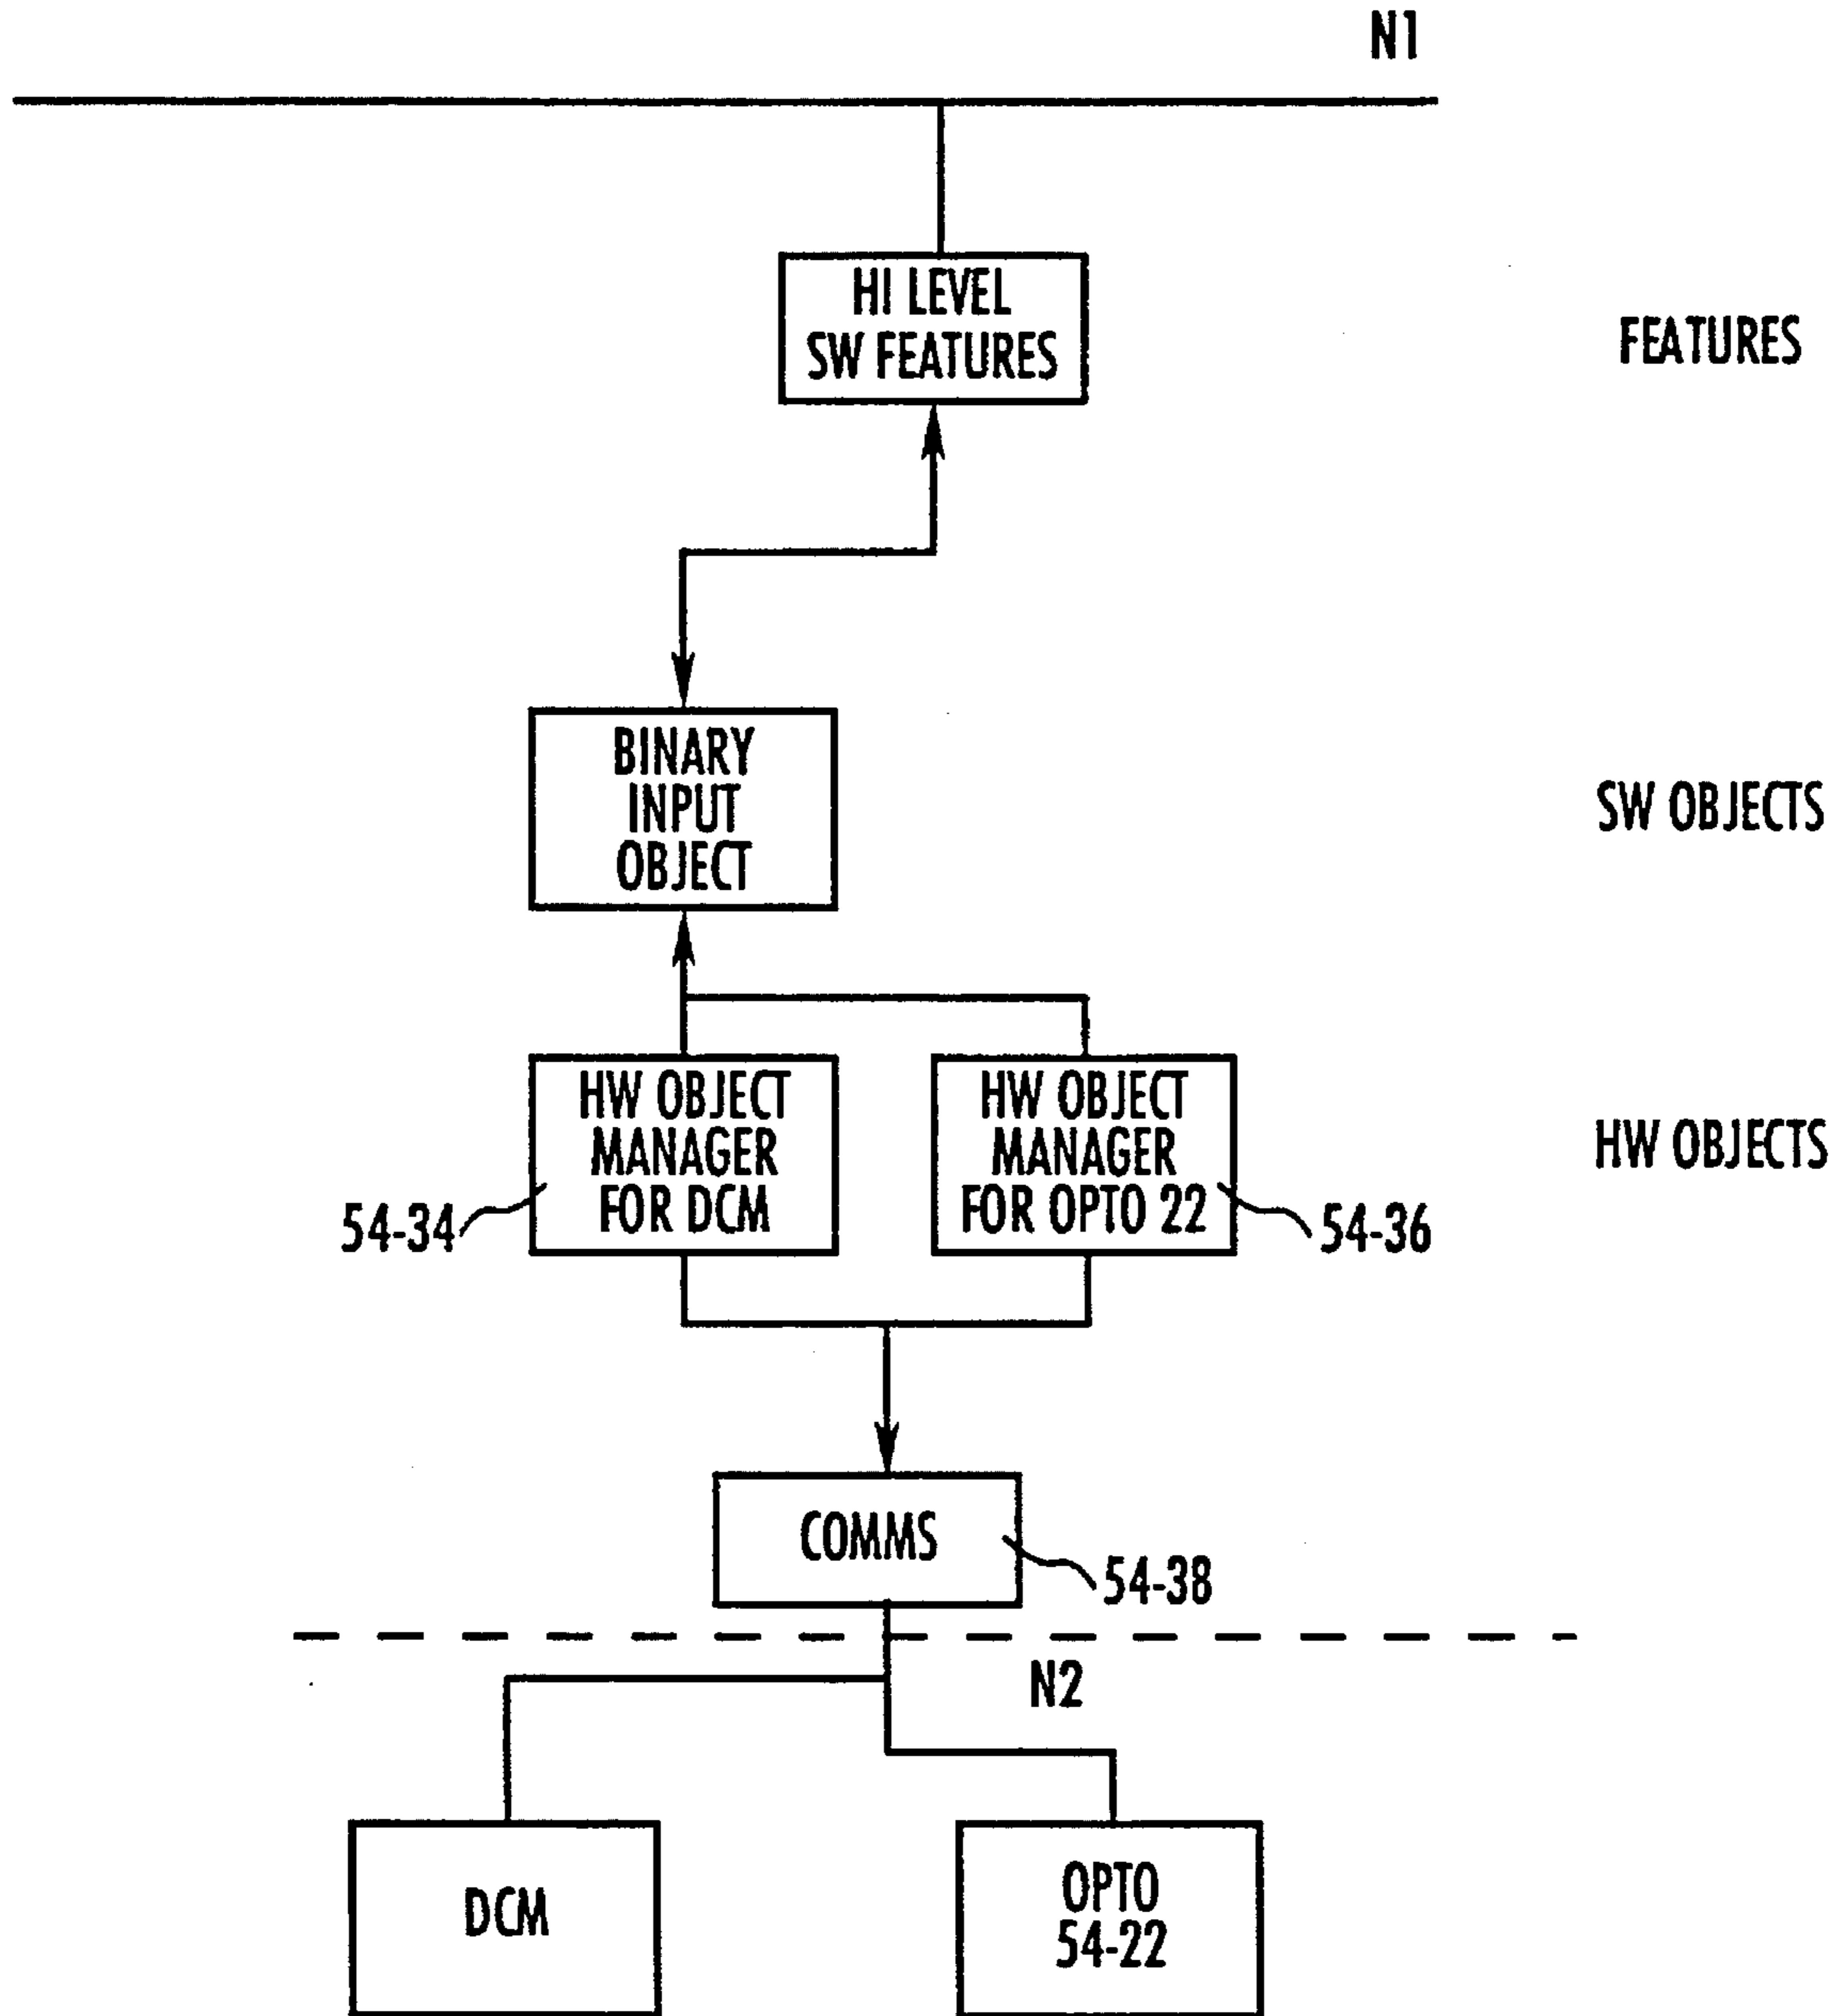 N1
HI LEVEL
SW FEATURES
FEATURES
BINARY
INPUT
OBJECT
SW OBJECTS
HW OBJECT
MANAGER
FOR DCM
HW OBJECT
MANAGER
FOR OPTO 22
HW OBJECTS
54-34
54-36
COMMS
54-38
N2
DCM
OPTO
54-22